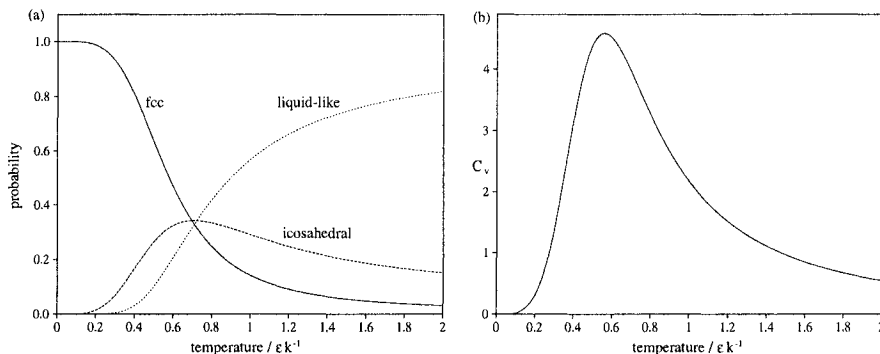 (a)
1.0
0.8
0.6
0.4
0.2
0.0
probability
fcc
liquid-like
icosahedral
0 0.2 0.4 0.6 0.8 1 1.2 1.4 1.6 1.8 2
temperature / εk⁻¹
(b)
4
3
2
1
0
Cᵥ
0 0.2 0.4 0.6 0.8 1 1.2 1.4 1.6 1.8 2
temperature / εk⁻¹